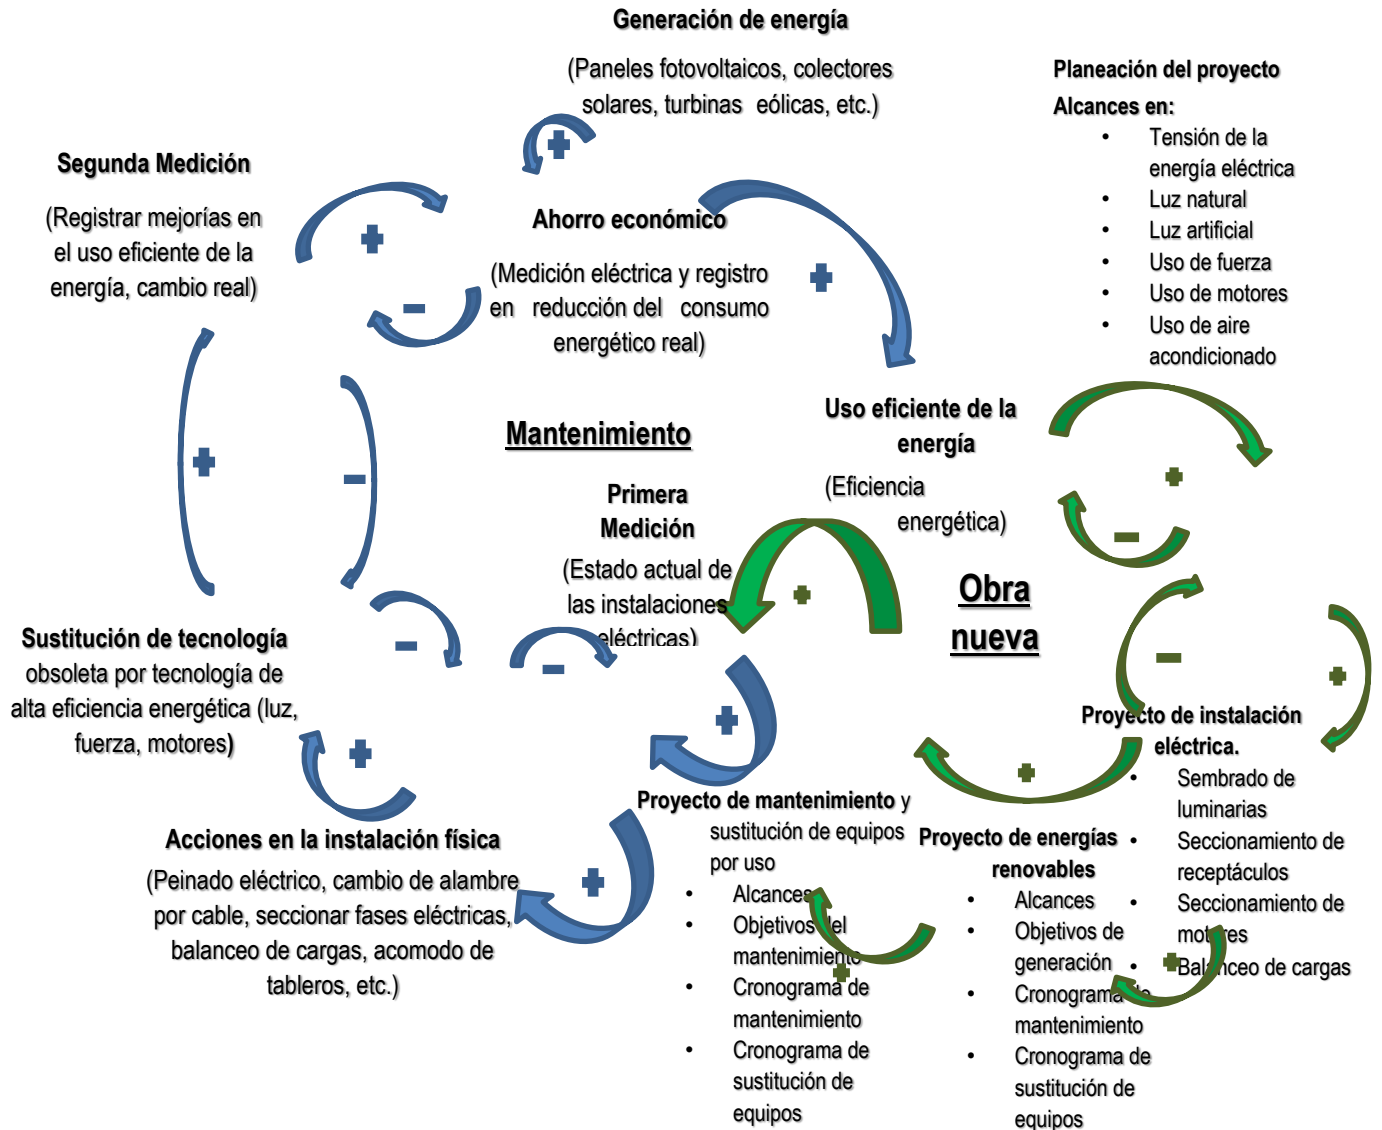 Generación de energía
(Paneles fotovoltaicos, colectores
solares, turbinas eólicas, etc.)
Planeación del proyecto
Alcances en:
• Tensión de la
energía eléctrica
• Luz natural
• Luz artificial
• Uso de fuerza
• Uso de motores
• Uso de aire
acondicionado
Segunda Medición
(Registrar mejorías en
el uso eficiente de la
energía, cambio real)
Ahorro económico
(Medición eléctrica y registro
en reducción del consumo
energético real)
Uso eficiente de la
energía
(Eficiencia
energética)
Mantenimiento
Primera
Medición
(Estado actual de
las instalaciones
eléctricas)
Obra
nueva
Sustitución de tecnología
obsoleta por tecnología de
alta eficiencia energética (luz,
fuerza, motores)
Acciones en la instalación física
(Peinado eléctrico, cambio de alambre
por cable, seccionar fases eléctricas,
balanceo de cargas, acomodo de
tableros, etc.)
Proyecto de mantenimiento y
sustitución de equipos
por uso
• Alcances
• Objetivos del
mantenimiento
• Cronograma de
mantenimiento
• Cronograma de
sustitución de
equipos
Proyecto de energías
renovables
• Alcances
• Objetivos de
generación
• Cronograma de
mantenimiento
• Cronograma de
sustitución de
equipos
Proyecto de instalación
eléctrica.
• Sembrado de
luminarias
• Seccionamiento de
receptáculos
• Seccionamiento de
motores
• Balanceo de cargas